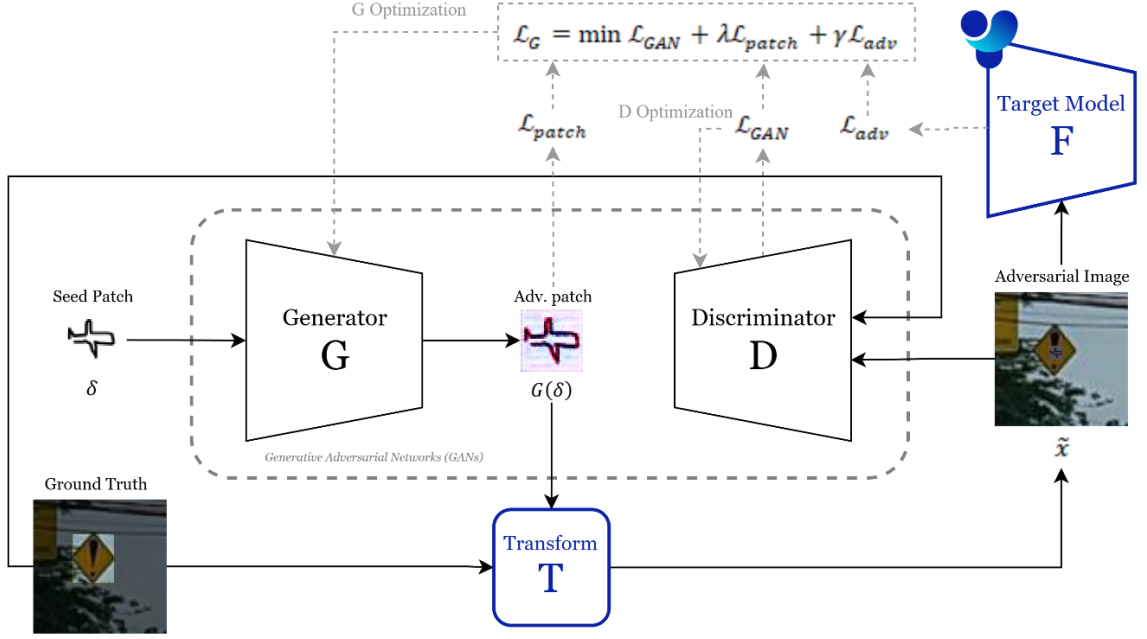 G Optimization
ℒ_G = min ℒ_GAN + λℒ_patch + γℒ_adv
D Optimization
ℒ_patch
ℒ_GAN
ℒ_adv
Target Model
F
Seed Patch
δ
Generator
G
Adv. patch
G(δ)
Discriminator
D
Adversarial Image
x̃
Generative Adversarial Networks (GANs)
Ground Truth
Transform
T